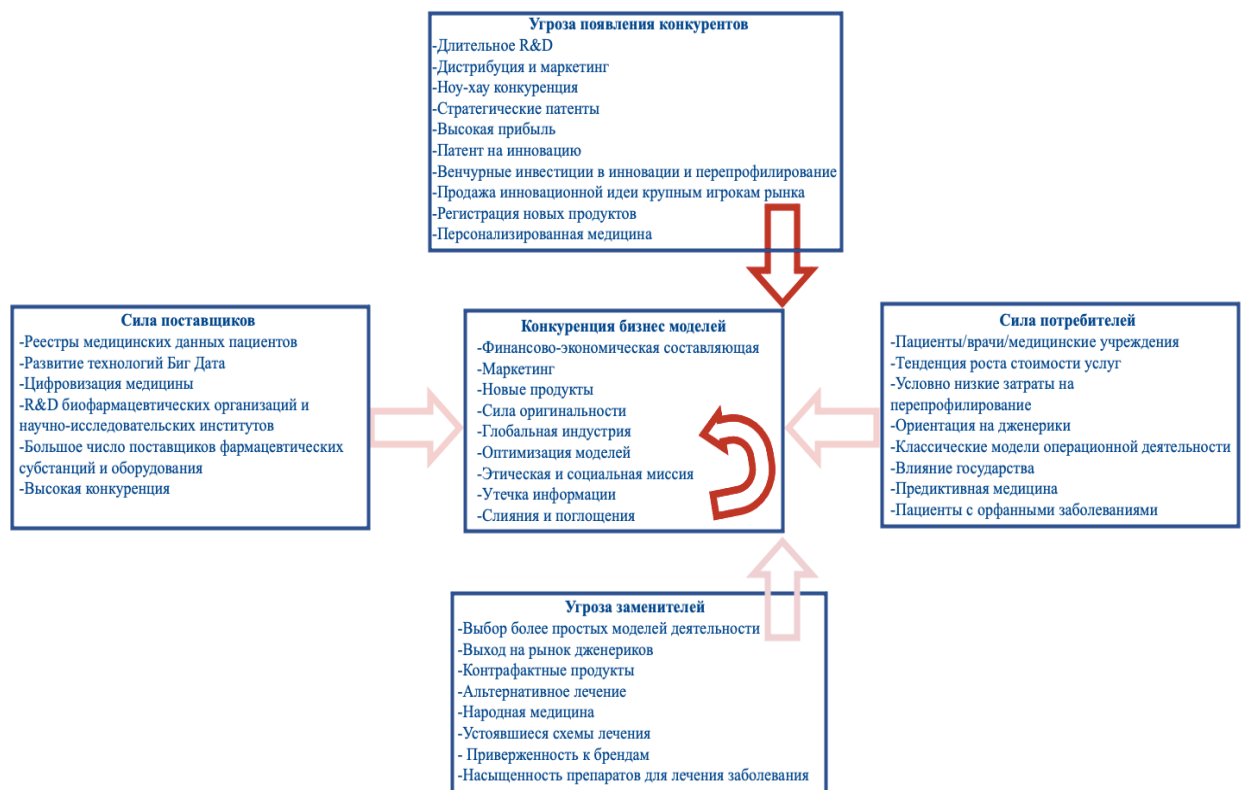 Угроза появления конкурентов
-Длительное R&D
-Дистрибуция и маркетинг
-Ноу-хау конкуренция
-Стратегические патенты
-Высокая прибыль
-Патент на инновацию
-Венчурные инвестиции в инновации и перепрофилирование
-Продажа инновационной идеи крупным игрокам рынка
-Регистрация новых продуктов
-Персонализированная медицина
Сила поставщиков
-Реестры медицинских данных пациентов
-Развитие технологий Биг Дата
-Цифровизация медицины
-R&D биофармацевтических организаций и
научно-исследовательских институтов
-Большое число поставщиков фармацевтических
субстанций и оборудования
-Высокая конкуренция
Конкуренция бизнес моделей
-Финансово-экономическая составляющая
-Маркетинг
-Новые продукты
-Сила оригинальности
-Глобальная индустрия
-Оптимизация моделей
-Этическая и социальная миссия
-Утечка информации
-Слияния и поглощения
Сила потребителей
-Пациенты/врачи/медицинские учреждения
-Тенденция роста стоимости услуг
-Условно низкие затраты на
перепрофилирование
-Ориентация на дженерики
-Классические модели операционной деятельности
-Влияние государства
-Предиктивная медицина
-Пациенты с орфанными заболеваниями
Угроза заменителей
-Выбор более простых моделей деятельности
-Выход на рынок дженериков
-Контрафактные продукты
-Альтернативное лечение
-Народная медицина
-Устоявшиеся схемы лечения
- Приверженность к брендам
-Насыщенность препаратов для лечения заболевания